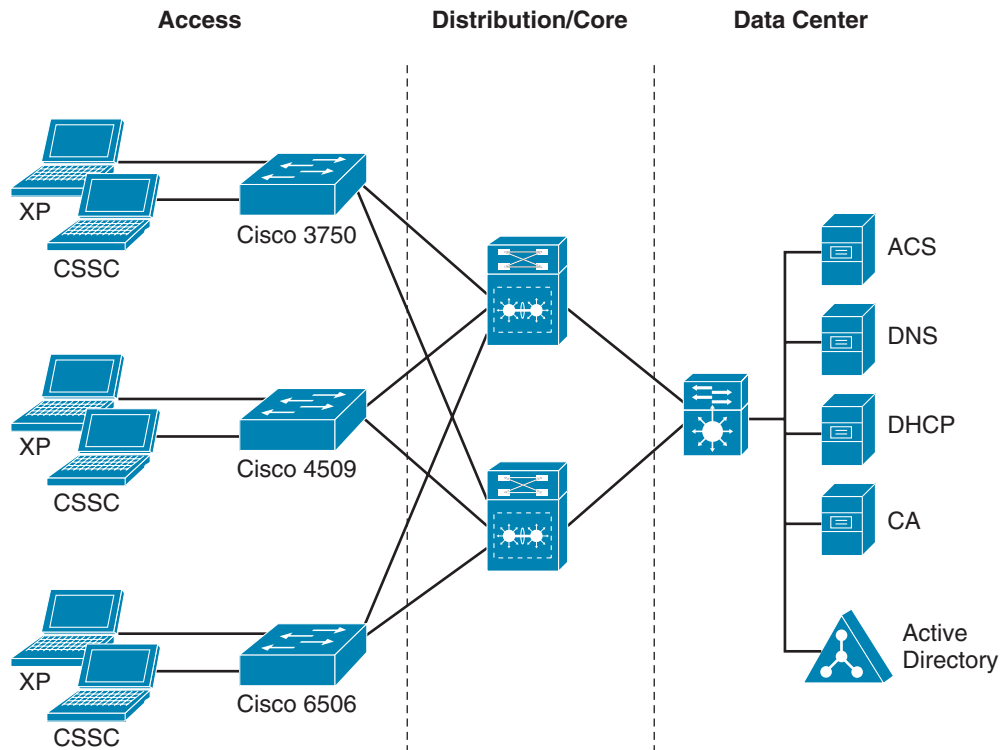 Access
Distribution/Core
Data Center
XP
CSSC
Cisco 3750
XP
CSSC
Cisco 4509
XP
CSSC
Cisco 6506
ACS
DNS
DHCP
CA
Active
Directory